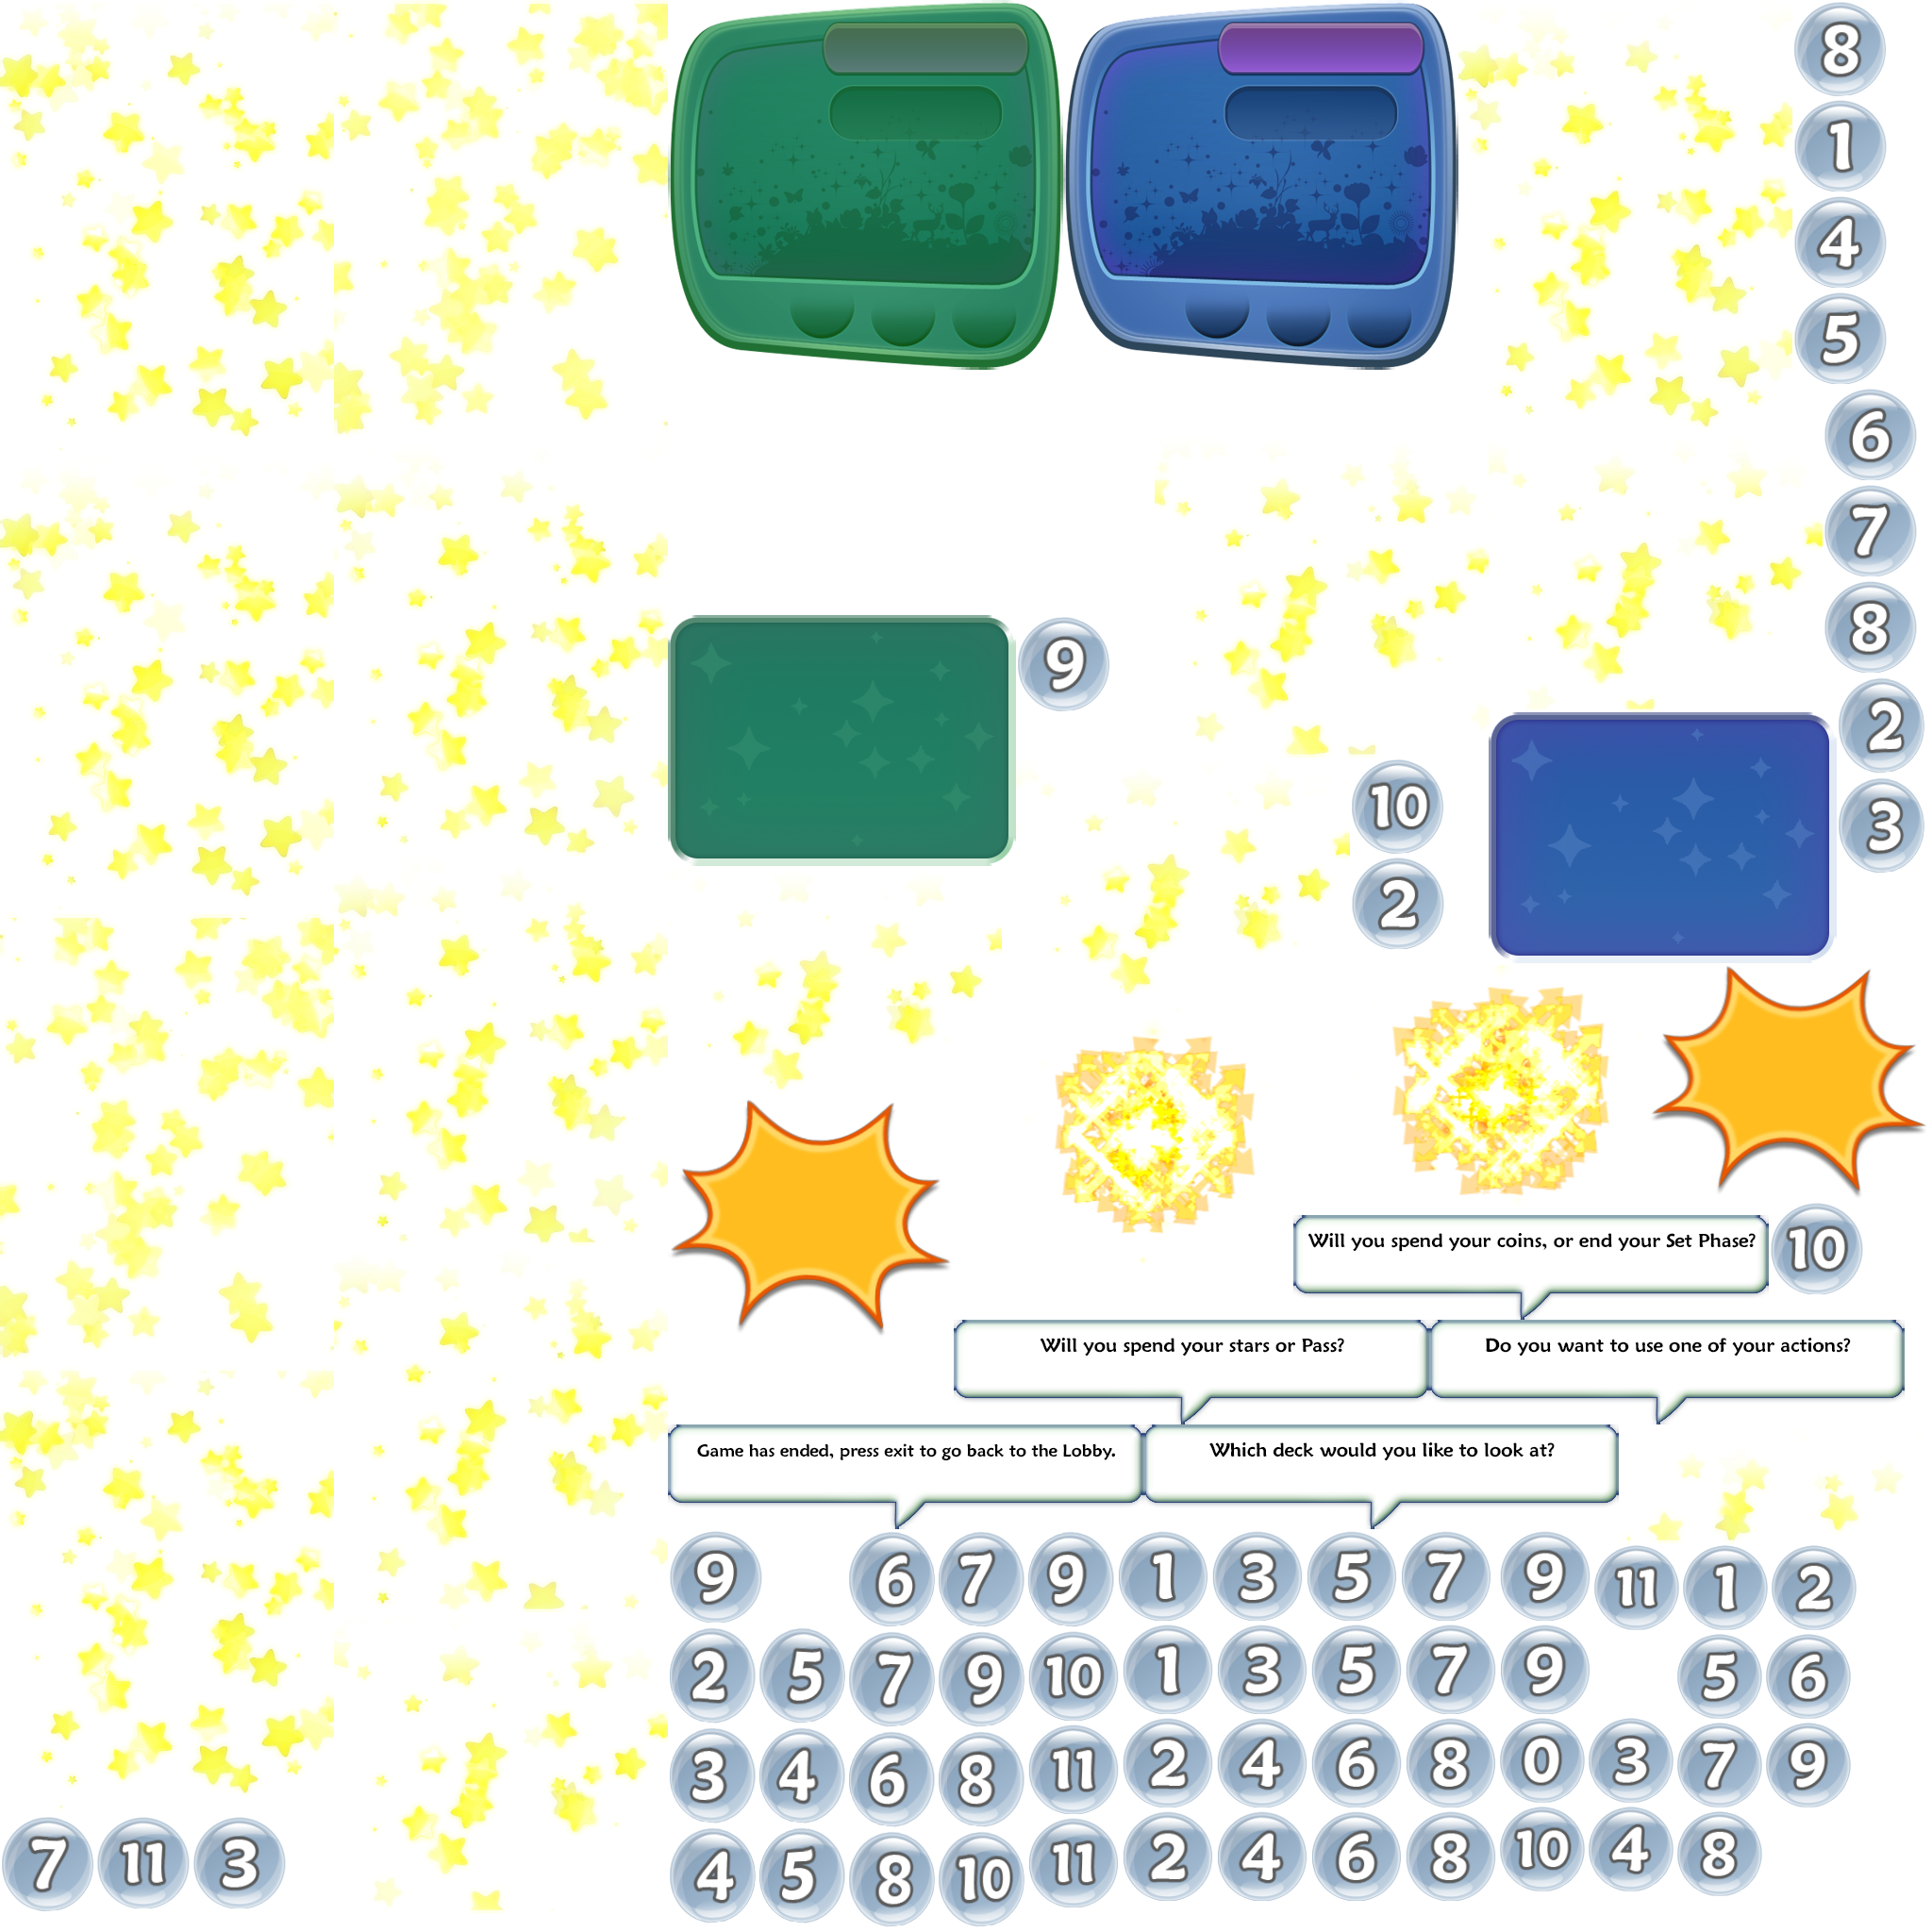 8
1
4
5
6
7
8
9
2
10
3
2
Will you spend your coins, or end your Set Phase?
10
Will you spend your stars or Pass?
Do you want to use one of your actions?
Game has ended, press exit to go back to the Lobby.
Which deck would you like to look at?
9 6 7 9 1 3 5 7 9 11 1 2
2 5 7 9 10 1 3 5 7 9 5 6
3 4 6 8 11 2 4 6 8 0 3 7 9
7 11 3 4 5 8 10 11 2 4 6 8 10 4 8